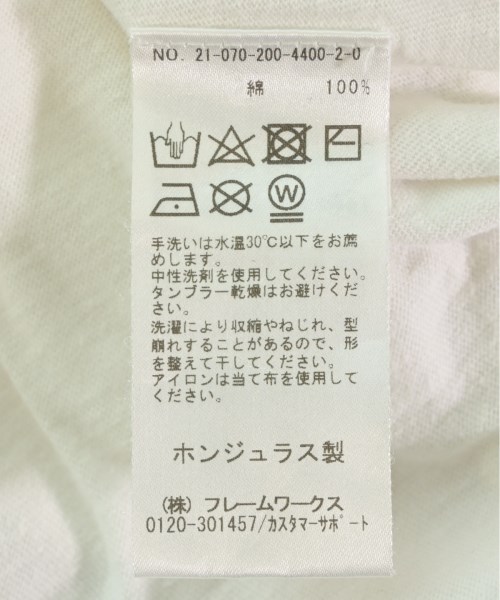 NO. 21-070-200-4400-2-0
綿 100%
W
手洗いは水温30℃以下をお薦
めします。
中性洗剤を使用してください。
タンブラー乾燥はお避けくだ
さい。
洗濯により収縮やねじれ、型
崩れすることがあるので、形
を整えて干してください。
アイロンは当て布を使用して
ください。
ホンジュラス製
(株) フレームワークス
0120-301457/カスタマーサポート